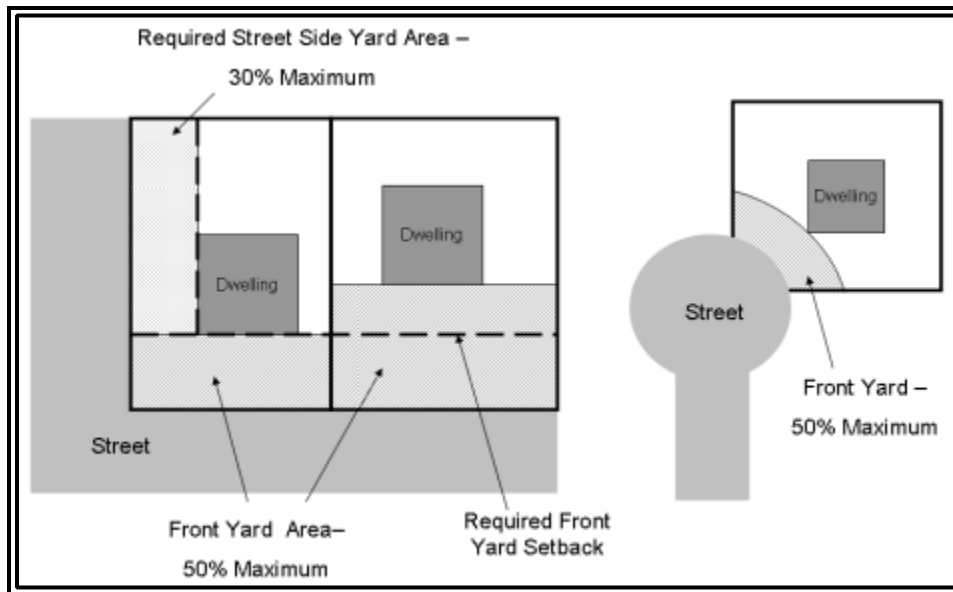 Required Street Side Yard Area –
30% Maximum
Dwelling
Dwelling
Dwelling
Street
Street
Front Yard –
50% Maximum
Front Yard Area–
50% Maximum
Required Front
Yard Setback